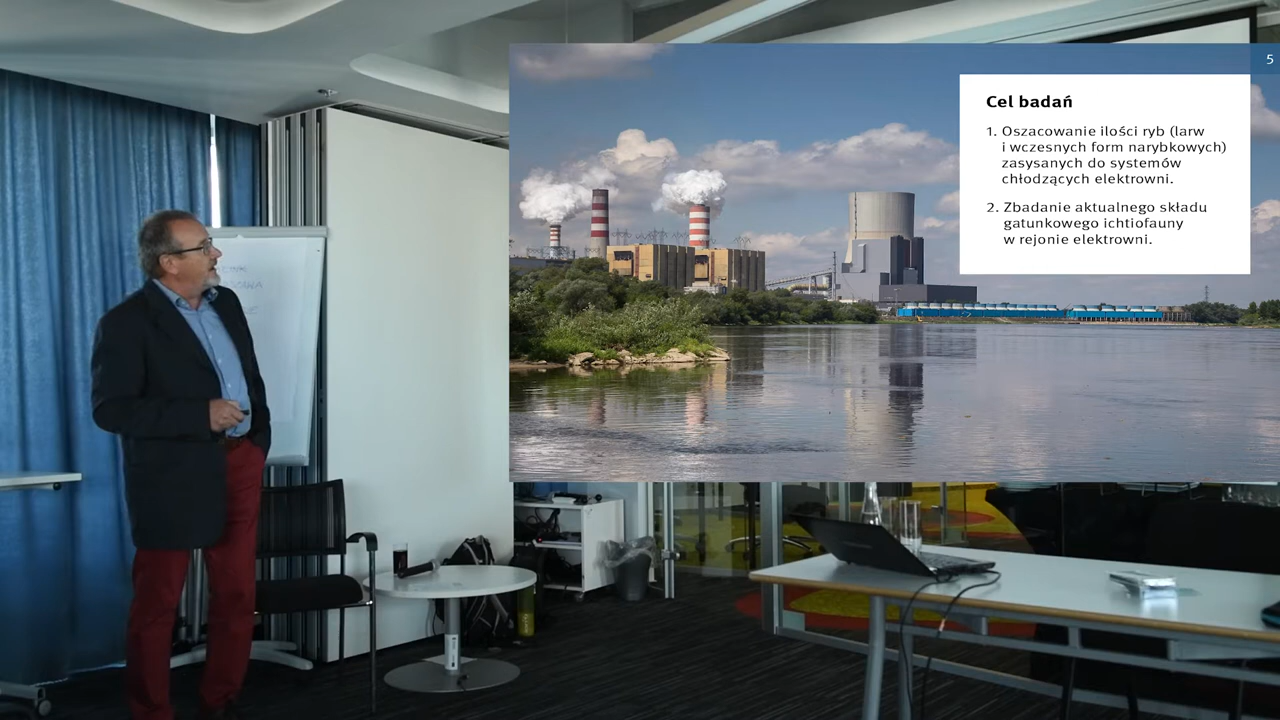 5
Cel badań
1. Oszacowanie ilości ryb (larw
i wczesnych form narybkowych)
zasysanych do systemów
chłodzących elektrowni.
2. Zbadanie aktualnego składu
gatunkowego ichtiofauny
w rejonie elektrowni.